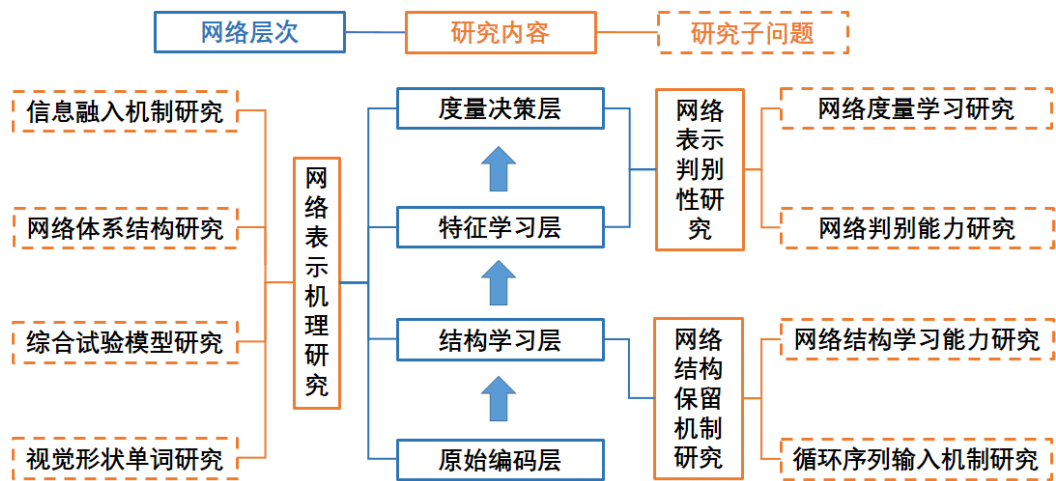 网络层次
研究内容
研究子问题
信息融入机制研究
网络体系结构研究
综合试验模型研究
视觉形状单词研究
网
络
表
示
机
理
研
究
度量决策层
特征学习层
结构学习层
原始编码层
网络
表示
判别
性研
究
网络
结构
保留
机制
研究
网络度量学习研究
网络判别能力研究
网络结构学习能力研究
循环序列输入机制研究